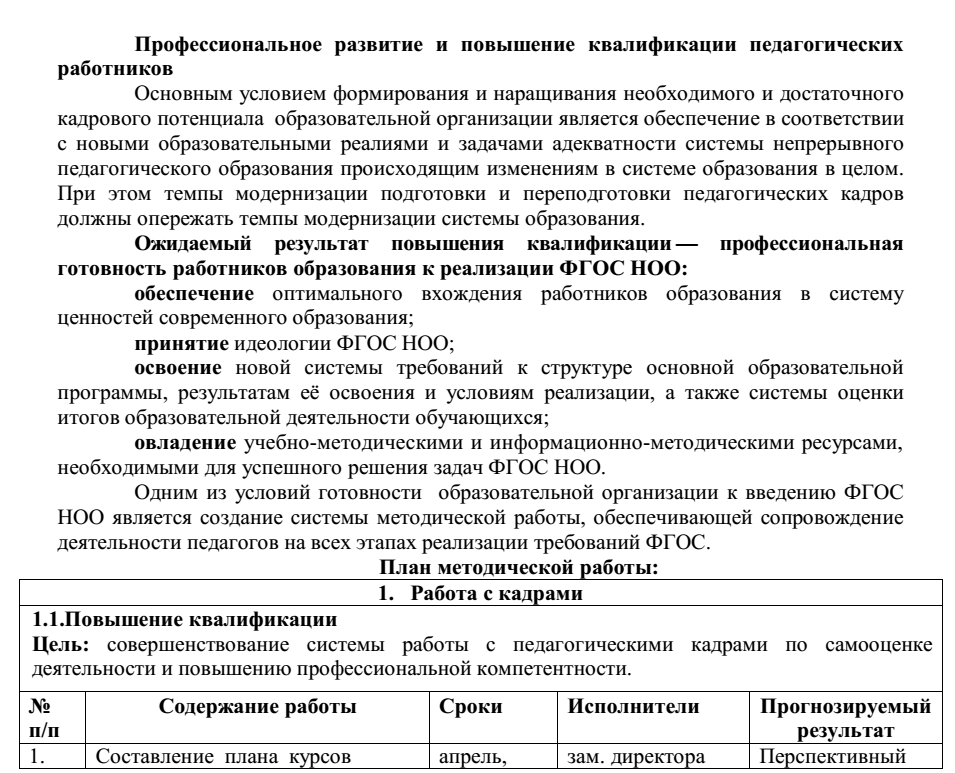 Профессиональное развитие и повышение квалификации педагогических
работников
Основным условием формирования и наращивания необходимого и достаточного
кадрового потенциала образовательной организации является обеспечение в соответствии
с новыми образовательными реалиями и задачами адекватности системы непрерывного
педагогического образования происходящим изменениям в системе образования в целом.
При этом темпы модернизации подготовки и переподготовки педагогических кадров
должны опережать темпы модернизации системы образования.
Ожидаемый результат повышения квалификации — профессиональная
готовность работников образования к реализации ФГОС НОО:
обеспечение оптимального вхождения работников образования в систему
ценностей современного образования;
принятие идеологии ФГОС НОО;
освоение новой системы требований к структуре основной образовательной
программы, результатам её освоения и условиям реализации, а также системы оценки
итогов образовательной деятельности обучающихся;
овладение учебно-методическими и информационно-методическими ресурсами,
необходимыми для успешного решения задач ФГОС НОО.
Одним из условий готовности образовательной организации к введению ФГОС
НОО является создание системы методической работы, обеспечивающей сопровождение
деятельности педагогов на всех этапах реализации требований ФГОС.
План методической работы:
1. Работа с кадрами
1.1.Повышение квалификации
Цель: совершенствование системы работы с педагогическими кадрами по самооценке
деятельности и повышению профессиональной компетентности.
№ Содержание работы Сроки Исполнители Прогнозируемый
п/п результат
1. Составление плана курсов апрель, зам. директора Перспективный